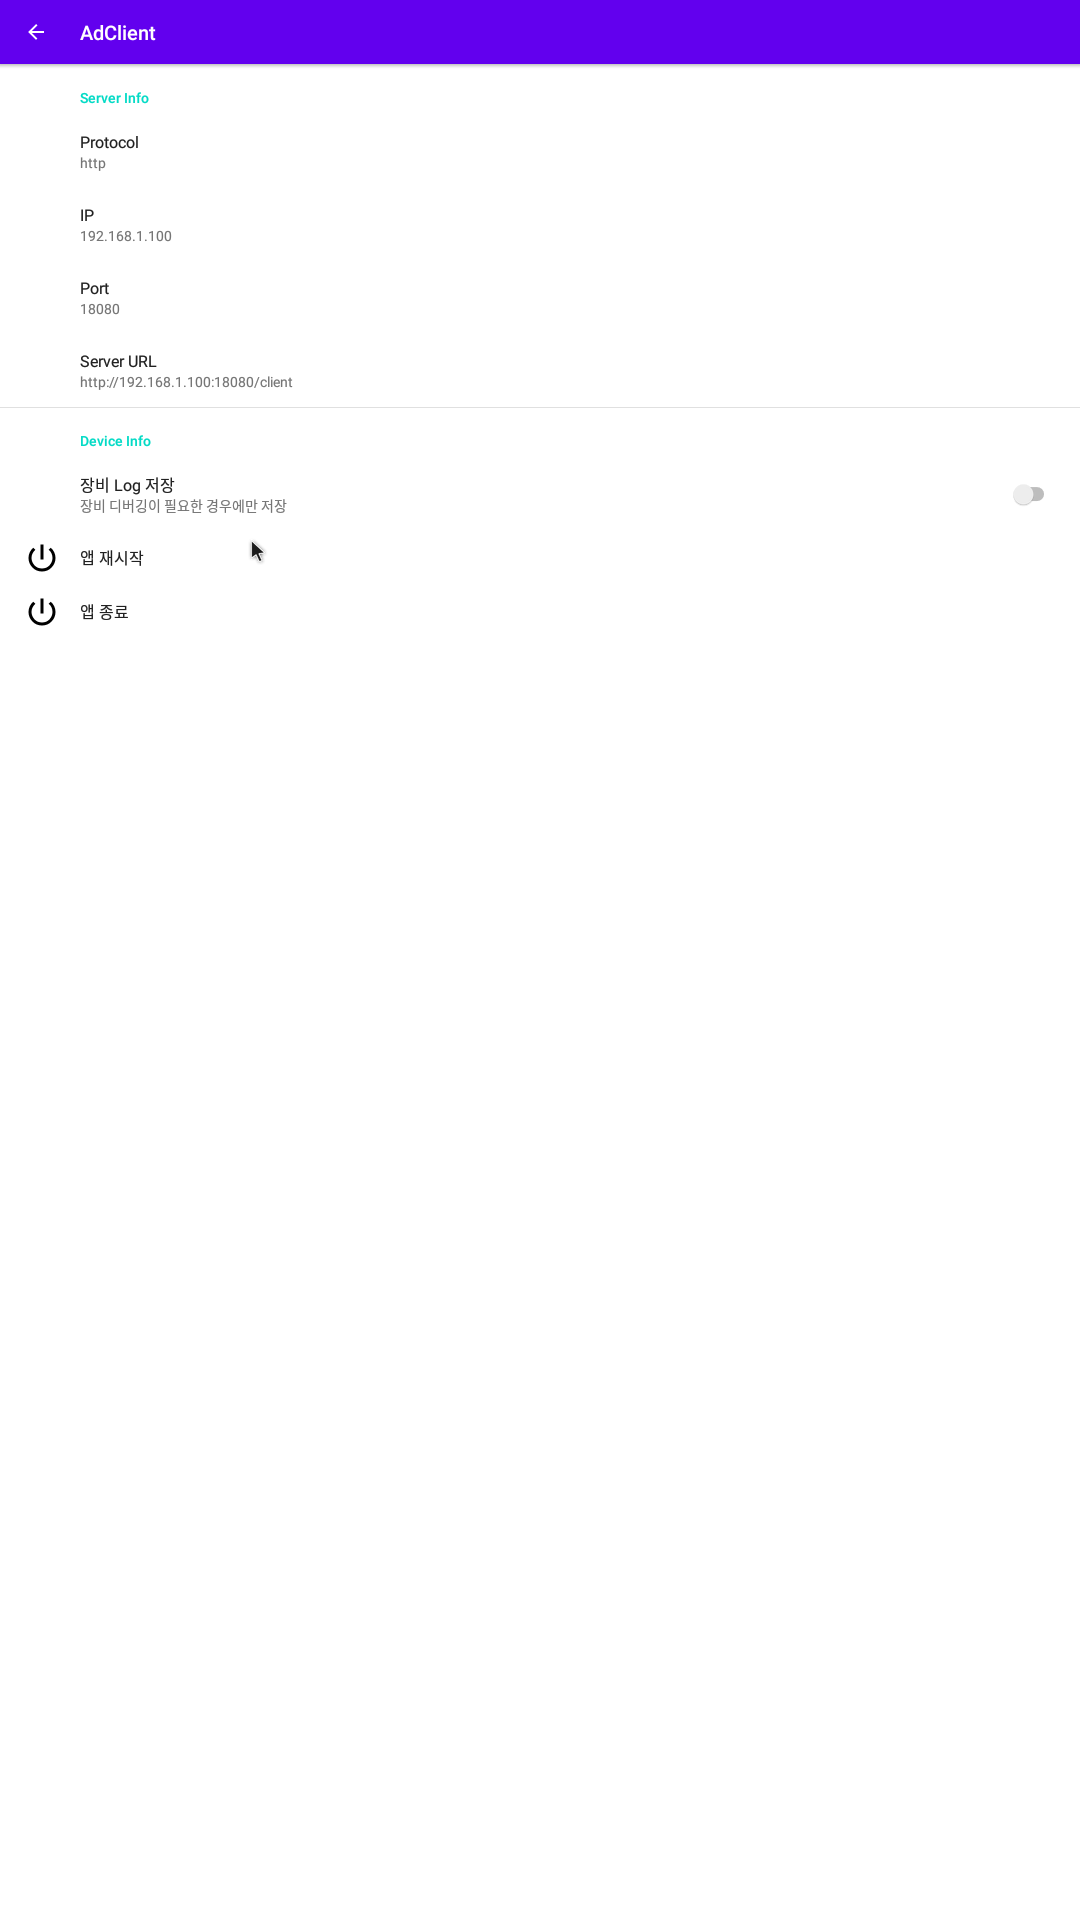 AdClient
Server Info
Protocol
http
IP
192.168.1.100
Port
18080
Server URL
http://192.168.1.100:18080/client
Device Info
장비 Log 저장
장비 디버깅이 필요한 경우에만 저장
앱 재시작
앱 종료